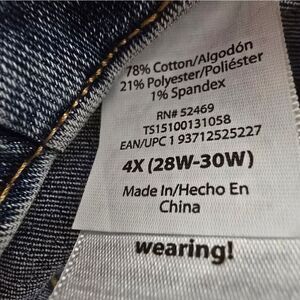 78% Cotton/Algodón
21% Polyester/Poliéster
1% Spandex
RN# 52469
TS15100131058
EAN/UPC 1 93712525227
4X (28W-30W)
Made In/Hecho En
China
wearing!